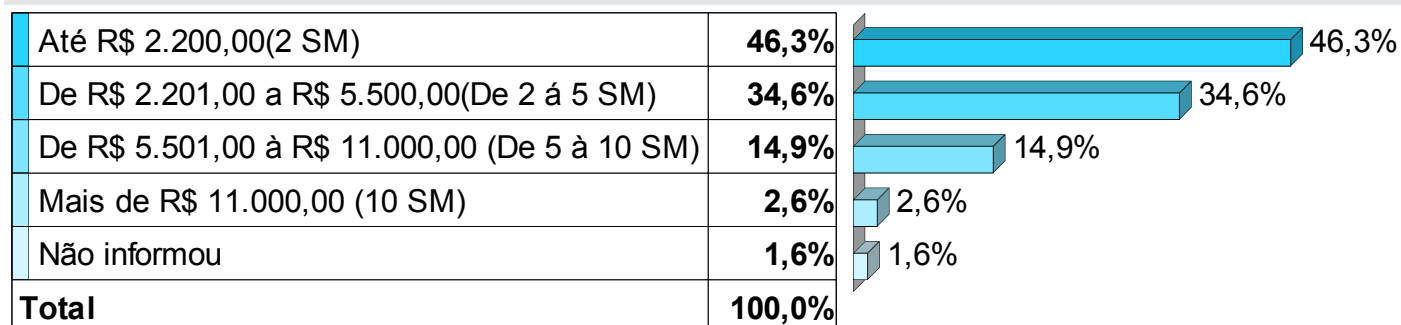 Até R$ 2.200,00(2 SM) 46,3% 46,3%
De R$ 2.201,00 a R$ 5.500,00(De 2 á 5 SM) 34,6% 34,6%
De R$ 5.501,00 à R$ 11.000,00 (De 5 à 10 SM) 14,9% 14,9%
Mais de R$ 11.000,00 (10 SM) 2,6% 2,6%
Não informou 1,6% 1,6%
Total 100,0%